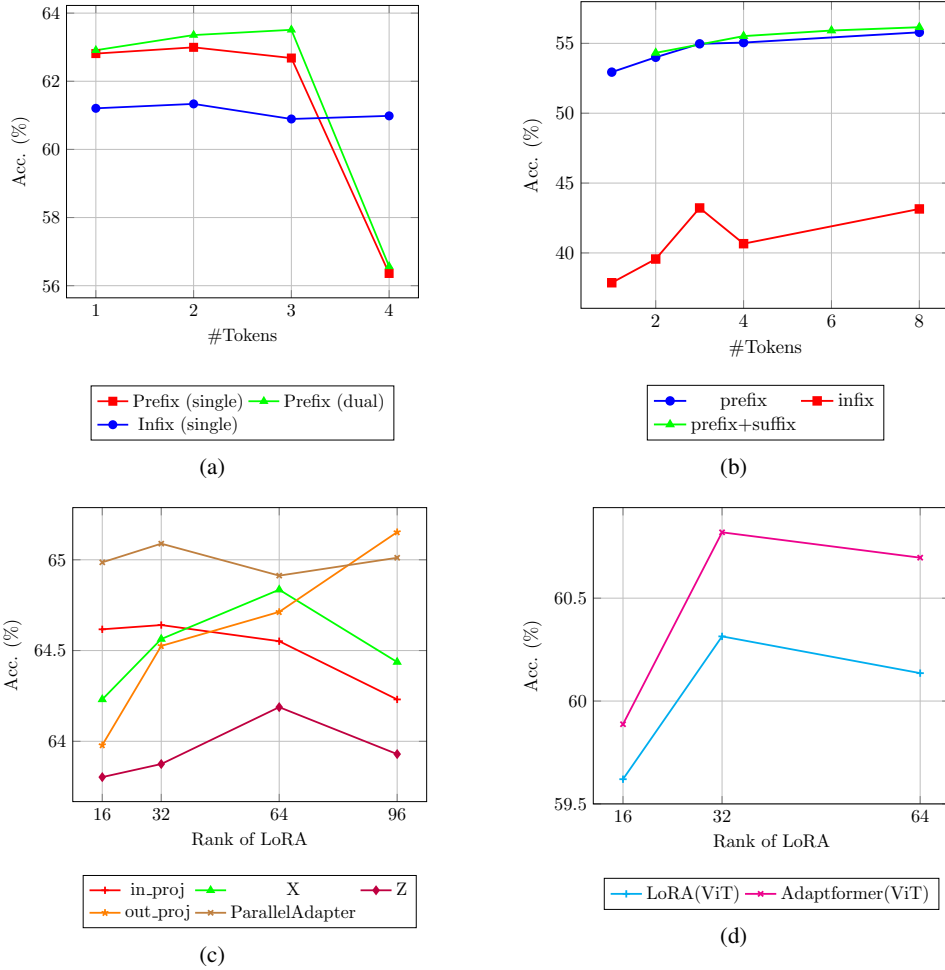 64
62
60
58
56
Acc. (%)
1 2 3 4
#Tokens
Prefix (single) Prefix (dual)
Infix (single)
(a)
55
50
45
40
Acc. (%)
2 4 6 8
#Tokens
prefix infix
prefix+suffix
(b)
65
64.5
64
Acc. (%)
16 32 64 96
Rank of LoRA
in_proj X Z
out_proj ParallelAdapter
(c)
60.5
60
59.5
Acc. (%)
16 32 64
Rank of LoRA
LoRA(ViT) Adaptformer(ViT)
(d)